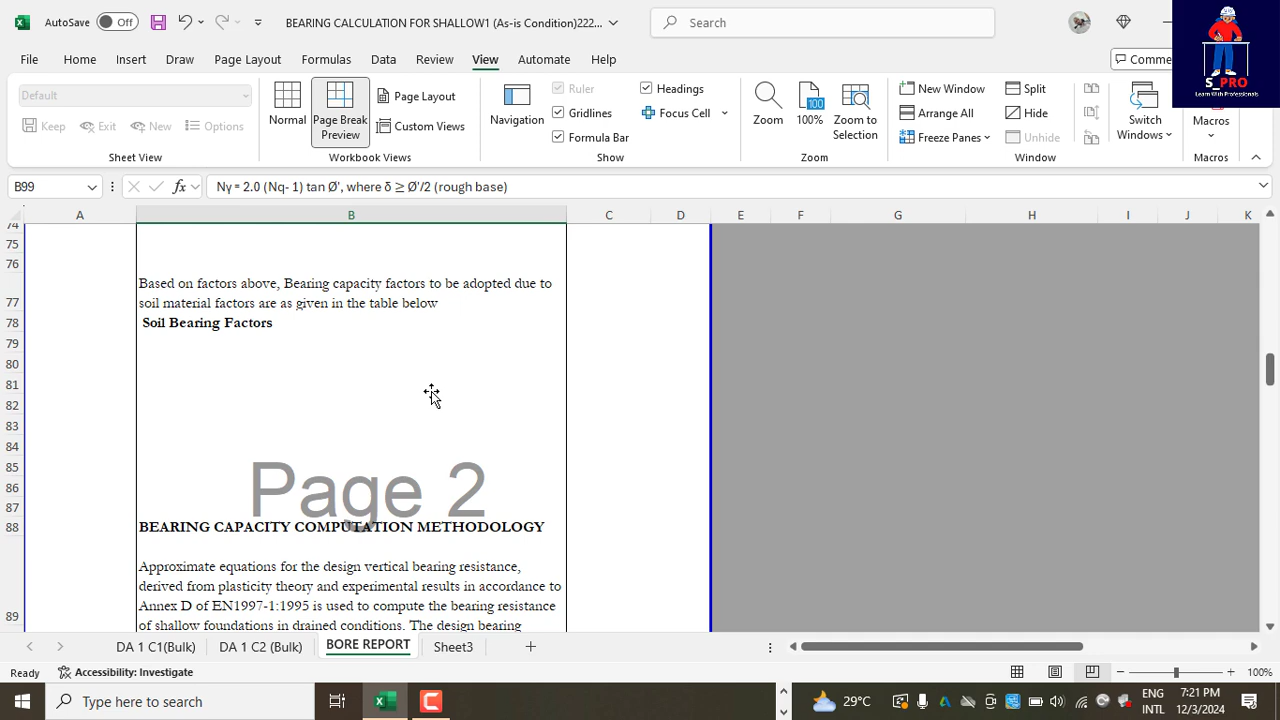 AutoSave Off BEARING CALCULATION FOR SHALLOW1 (As-is Condition)222... Search
File Home Insert Draw Page Layout Formulas Data Review View Automate Help Comme
S_PRO
Learn With Professionals
Default
Keep Exit New Options
Sheet View
Normal
Page Break
Preview
Page Layout
Custom Views
Workbook Views
Navigation
Ruler
Gridlines
Formula Bar
Headings
Focus Cell
Show
Zoom
100
100%
Zoom to
Selection
Zoom
New Window
Arrange All
Freeze Panes
Split
Hide
Unhide
Switch
Windows
Window
Macros
Macros
B99 fx Nγ = 2.0 (Nq- 1) tan Ø', where δ ≥ Ø'/2 (rough base)
A B C D E F G H I J K
74
75
76
Based on factors above, Bearing capacity factors to be adopted due to
77 soil material factors are as given in the table below
78 Soil Bearing Factors
79
80
81
82
83
84
85
86
Page 2
87
88 BEARING CAPACITY COMPUTATION METHODOLOGY
Approximate equations for the design vertical bearing resistance,
derived from plasticity theory and experimental results in accordance to
Annex D of EN1997-1:1995 is used to compute the bearing resistance
89 of shallow foundations in drained conditions. The design bearing
DA 1 C1(Bulk) DA 1 C2 (Bulk) BORE REPORT Sheet3
Ready Accessibility: Investigate 100%
Type here to search 29°C ENG 7:21 PM
INTL 12/3/2024